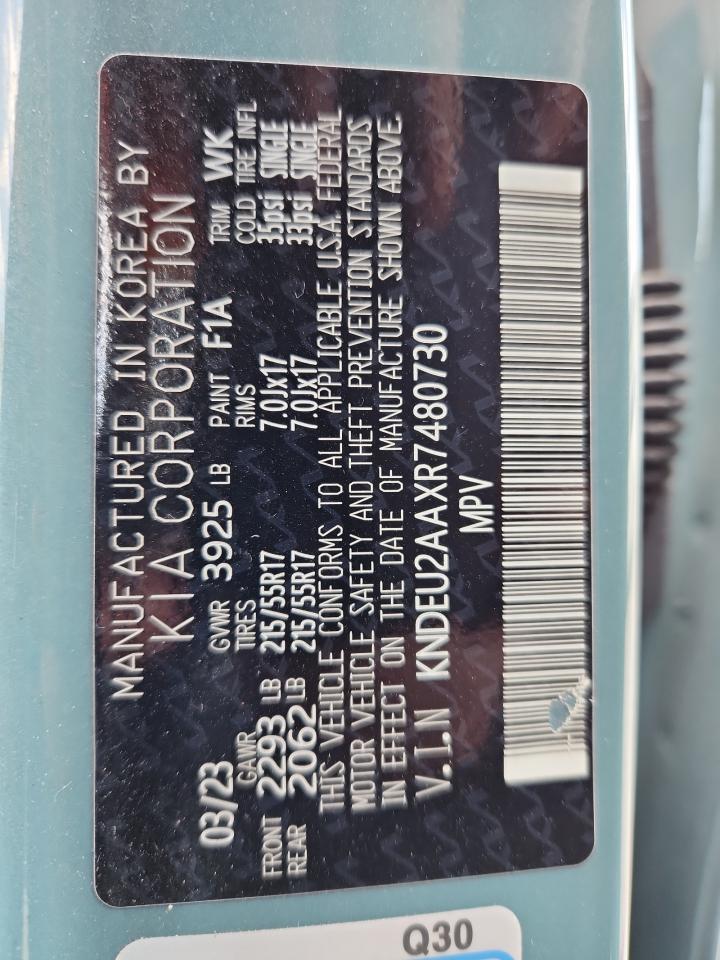 MANUFACTURED IN KOREA BY
KIA CORPORATION
03/23 GVWR 3925 LB PAINT F1A TRIM WK
GAWR TIRES RIMS COLD TIRE INFL
FRONT 2293 LB 215/55R17 7.0Jx17 35psi SINGLE
REAR 2062 LB 215/55R17 7.0Jx17 33psi SINGLE
THIS VEHICLE CONFORMS TO ALL APPLICABLE U.S.A. FEDERAL
MOTOR VEHICLE SAFETY AND THEFT PREVENTION STANDARDS
IN EFFECT ON THE DATE OF MANUFACTURE SHOWN ABOVE.
V.I.N KNDEU2AAXR7480730
MPV
Q30